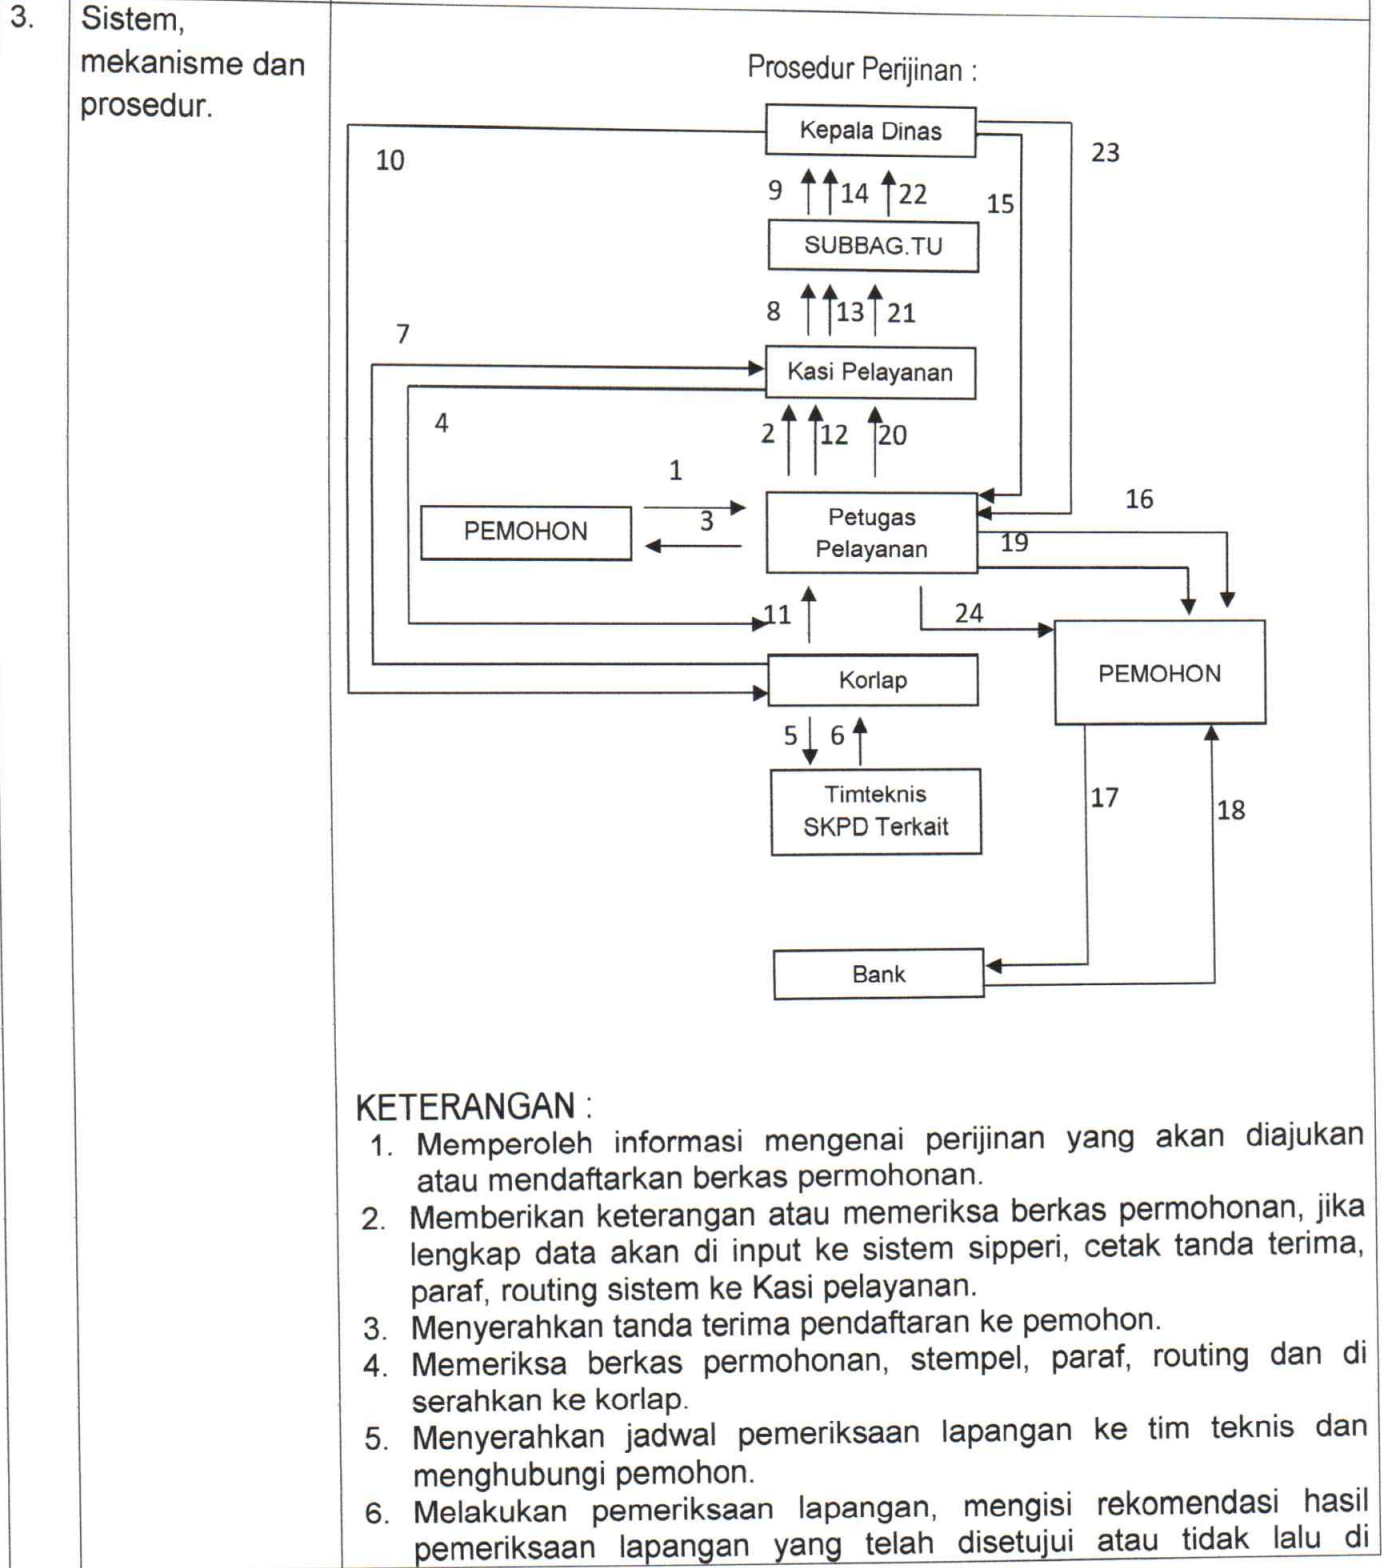 3.
Sistem,
mekanisme dan
prosedur.
Prosedur Perijinan :
Kepala Dinas
10
23
9
14
22
15
SUBBAG.TU
8
13
21
7
Kasi Pelayanan
4
2
12
20
1
16
PEMOHON
3
Petugas
Pelayanan
19
11
24
Korlap
PEMOHON
5
6
Timteknis
SKPD Terkait
17
18
Bank
KETERANGAN :
1. Memperoleh informasi mengenai perijinan yang akan diajukan
atau mendaftarkan berkas permohonan.
2. Memberikan keterangan atau memeriksa berkas permohonan, jika
lengkap data akan di input ke sistem sipperi, cetak tanda terima,
paraf, routing sistem ke Kasi pelayanan.
3. Menyerahkan tanda terima pendaftaran ke pemohon.
4. Memeriksa berkas permohonan, stempel, paraf, routing dan di
serahkan ke korlap.
5. Menyerahkan jadwal pemeriksaan lapangan ke tim teknis dan
menghubungi pemohon.
6. Melakukan pemeriksaan lapangan, mengisi rekomendasi hasil
pemeriksaan lapangan yang telah disetujui atau tidak lalu di